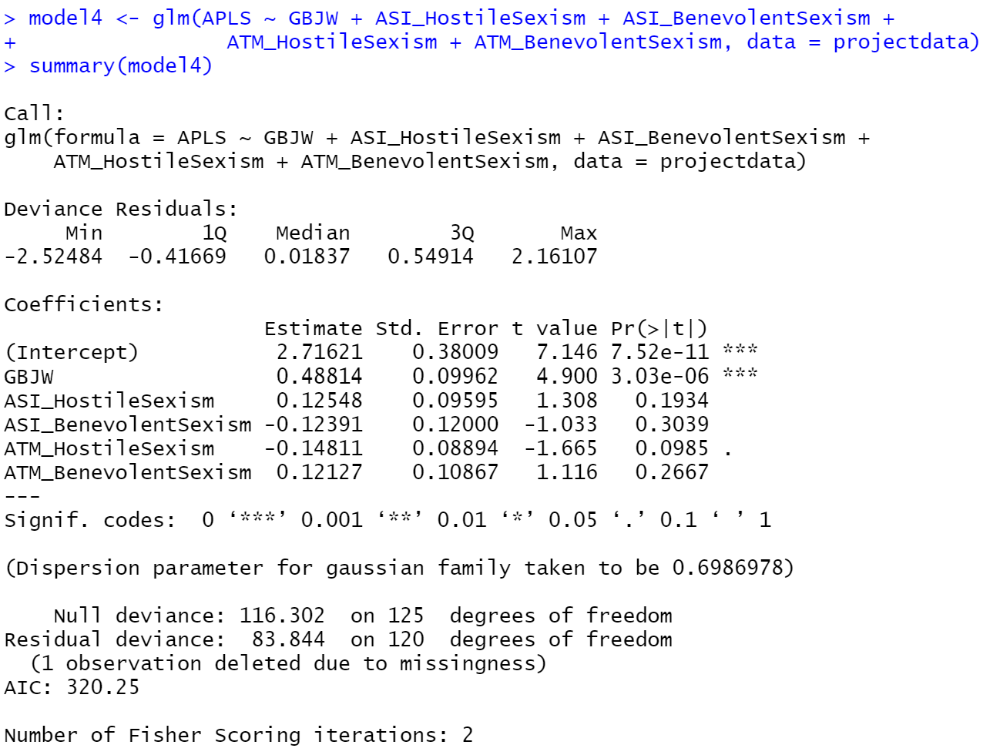 > model4 <- glm(APLS ~ GBJW + ASI_HostileSexism + ASI_BenevolentSexism +
+                 ATM_HostileSexism + ATM_BenevolentSexism, data = projectdata)
> summary(model4)

Call:
glm(formula = APLS ~ GBJW + ASI_HostileSexism + ASI_BenevolentSexism +
    ATM_HostileSexism + ATM_BenevolentSexism, data = projectdata)

Deviance Residuals:
     Min        1Q    Median        3Q       Max
-2.52484  -0.41669   0.01837   0.54914   2.16107

Coefficients:
                     Estimate Std. Error t value Pr(>|t|)
(Intercept)           2.71621    0.38009   7.146 7.52e-11 ***
GBJW                  0.48814    0.09962   4.900 3.03e-06 ***
ASI_HostileSexism     0.12548    0.09595   1.308   0.1934
ASI_BenevolentSexism -0.12391    0.12000  -1.033   0.3039
ATM_HostileSexism    -0.14811    0.08894  -1.665   0.0985 .
ATM_BenevolentSexism  0.12127    0.10867   1.116   0.2667
---
Signif. codes:  0 ‘***’ 0.001 ‘**’ 0.01 ‘*’ 0.05 ‘.’ 0.1 ‘ ’ 1

(Dispersion parameter for gaussian family taken to be 0.6986978)

    Null deviance: 116.302  on 125  degrees of freedom
Residual deviance:  83.844  on 120  degrees of freedom
  (1 observation deleted due to missingness)
AIC: 320.25

Number of Fisher Scoring iterations: 2